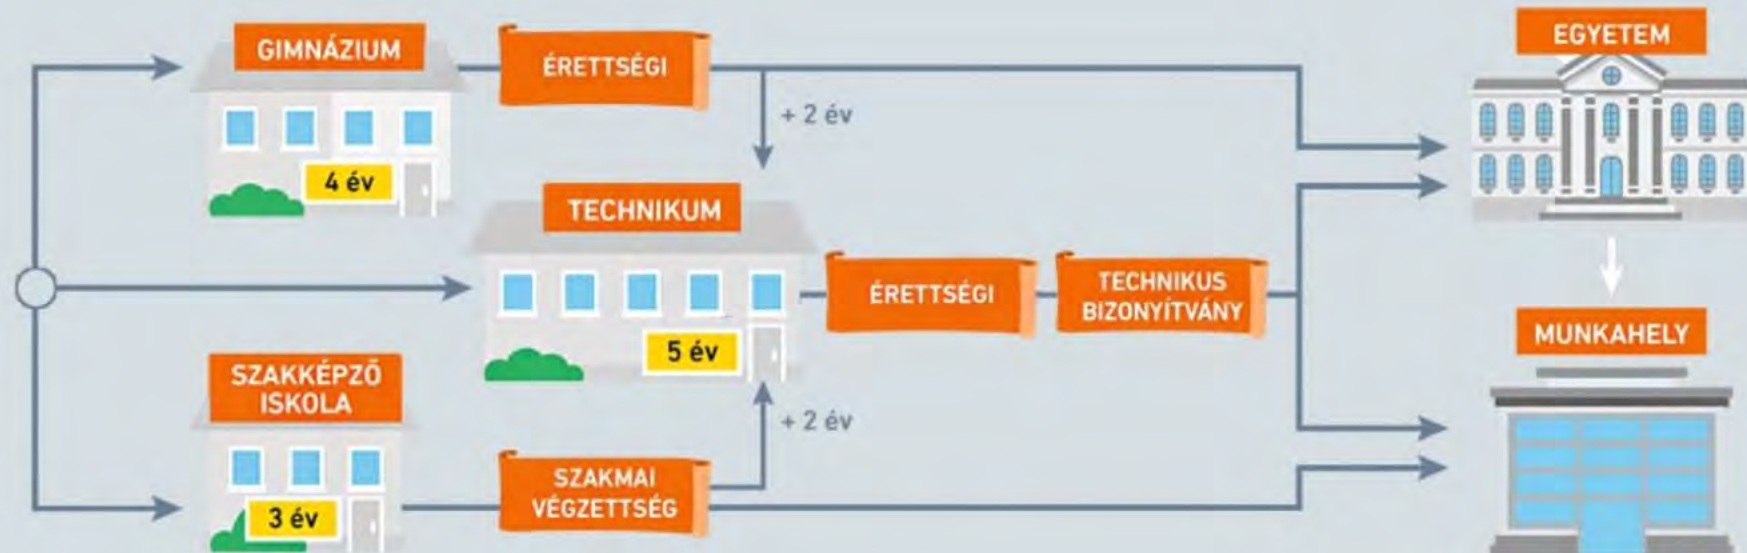 GIMNÁZIUM
ÉRETTSÉGI
EGYETEM
+ 2 év
4 év
TECHNIKUM
ÉRETTSÉGI
TECHNIKUS
BIZONYÍTVÁNY
MUNKAHELY
5 év
SZAKKÉPZŐ
ISKOLA
+ 2 év
SZAKMAI
VÉGZETTSÉG
3 év